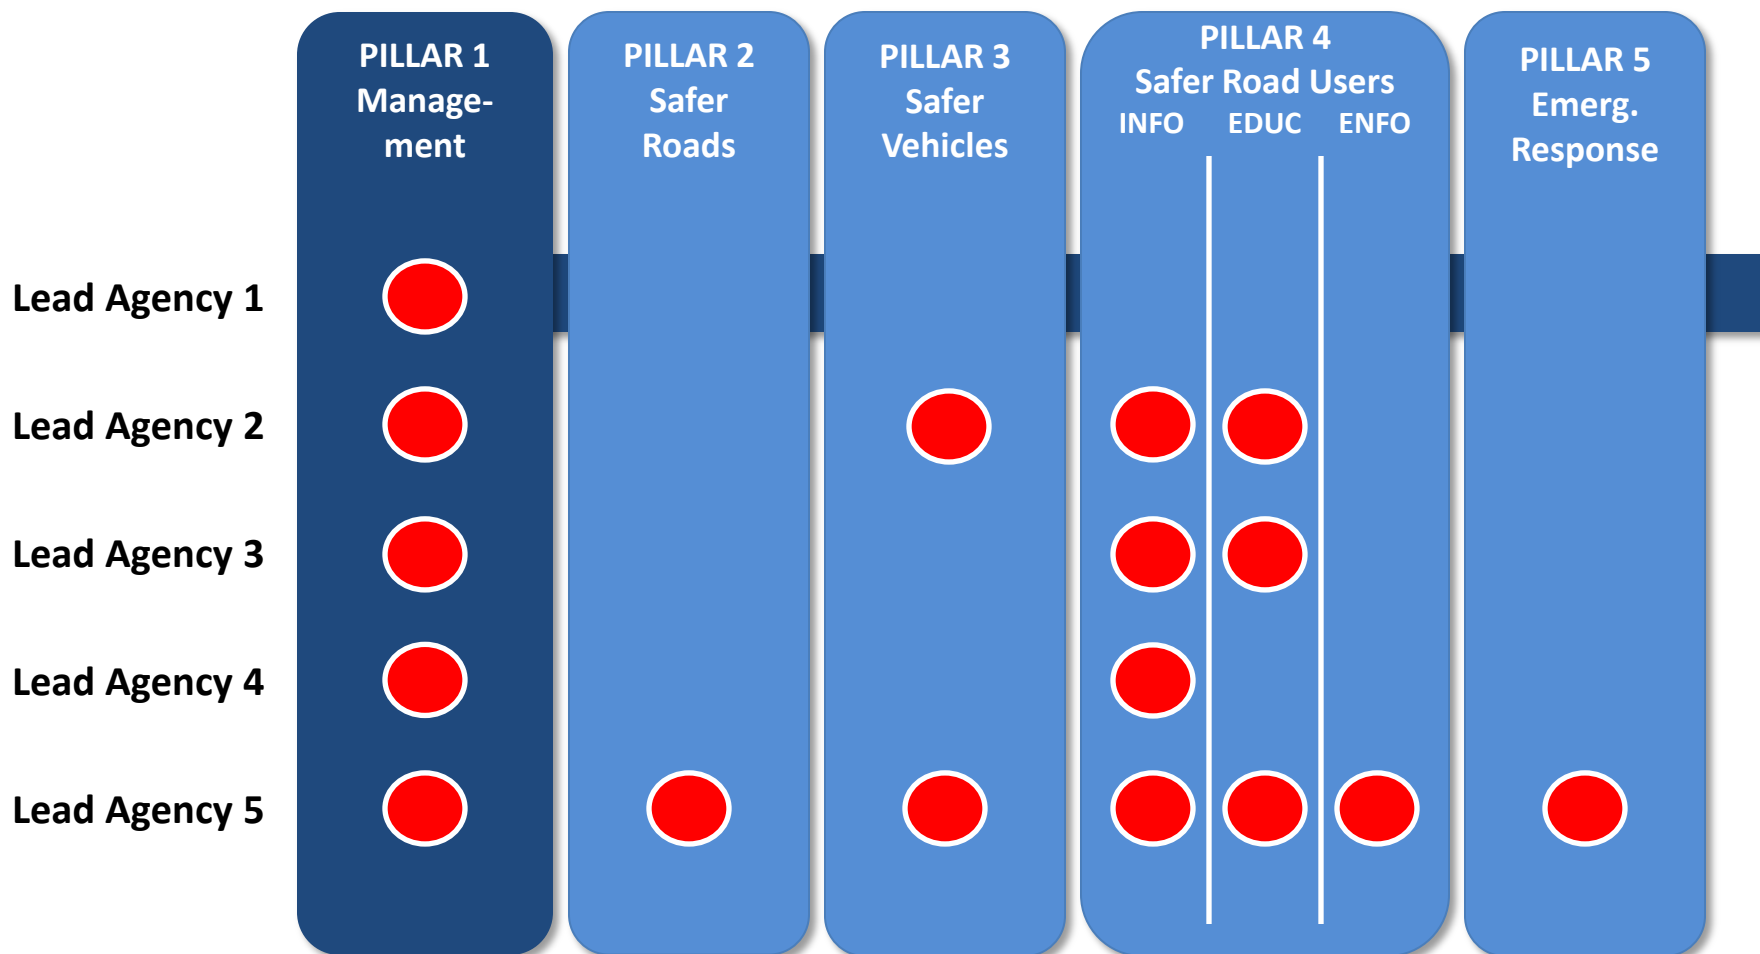 PILLAR 1
Manage-
ment
PILLAR 2
Safer
Roads
PILLAR 3
Safer
Vehicles
PILLAR 4
Safer Road Users
INFO EDUC ENFO
PILLAR 5
Emerg.
Response
Lead Agency 1
Lead Agency 2
Lead Agency 3
Lead Agency 4
Lead Agency 5